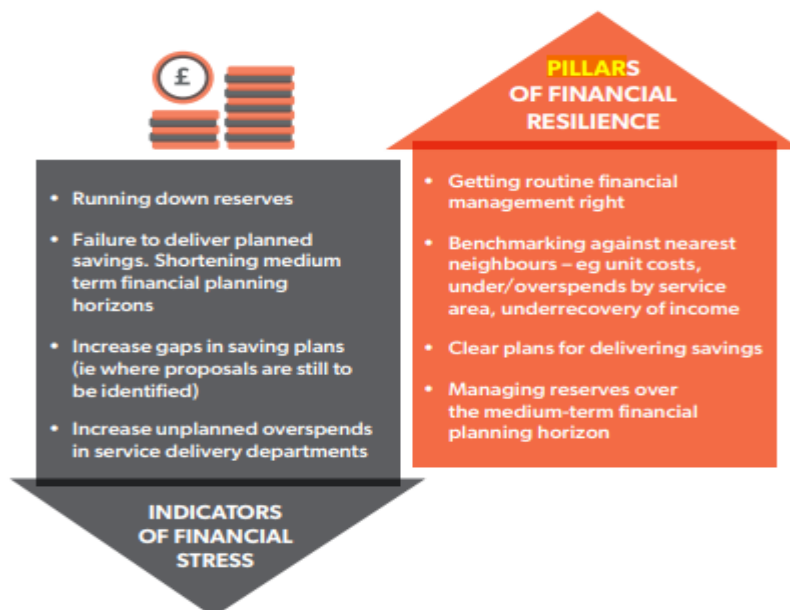 £
• Running down reserves
• Failure to deliver planned
savings. Shortening medium
term financial planning
horizons
• Increase gaps in saving plans
(ie where proposals are still to
be identified)
• Increase unplanned overspends
in service delivery departments
INDICATORS
OF FINANCIAL
STRESS
PILLARS
OF FINANCIAL
RESILIENCE
• Getting routine financial
management right
• Benchmarking against nearest
neighbours – eg unit costs,
under/overspends by service
area, underrecovery of income
• Clear plans for delivering savings
• Managing reserves over
the medium-term financial
planning horizon